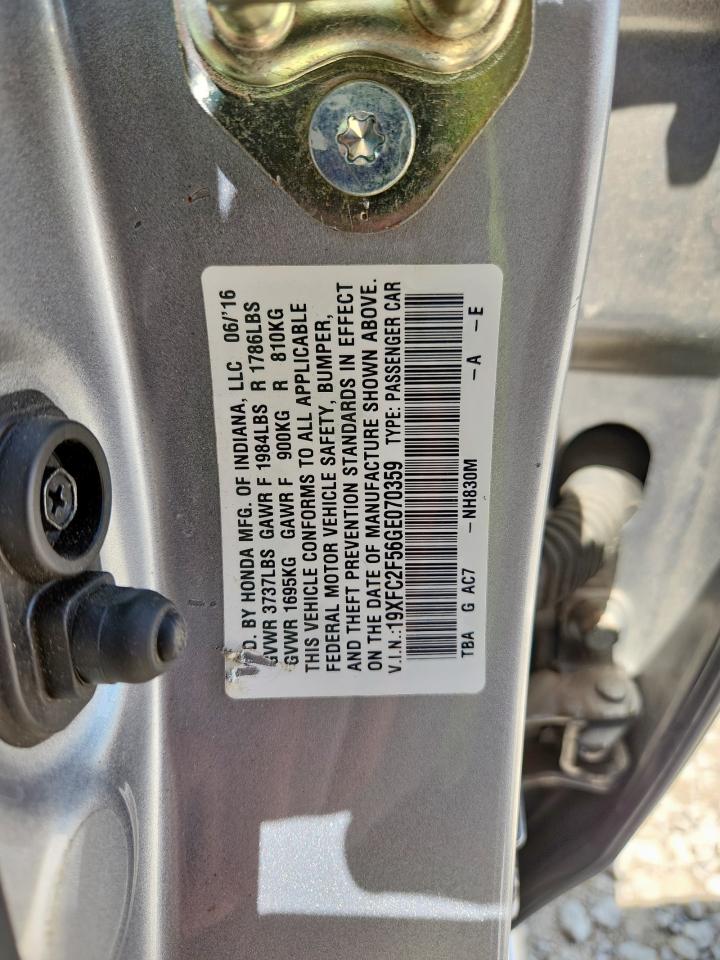 D. BY HONDA MFG. OF INDIANA, LLC 06/'16
GVWR 3737LBS GAWR F 1984LBS R 1786LBS
GVWR 1695KG GAWR F 900KG R 810KG
THIS VEHICLE CONFORMS TO ALL APPLICABLE
FEDERAL MOTOR VEHICLE SAFETY, BUMPER,
AND THEFT PREVENTION STANDARDS IN EFFECT
ON THE DATE OF MANUFACTURE SHOWN ABOVE.
V.I.N.:19XFC2F56GE070359 TYPE: PASSENGER CAR
TBA G AC7 – NH830M – A – E